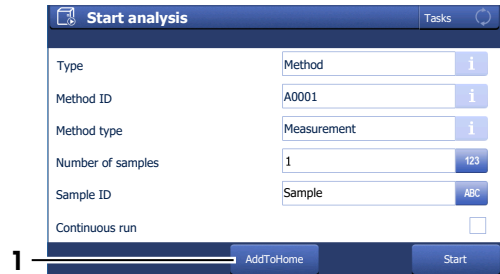 Start analysis Tasks
Type Method i
Method ID A0001 i
Method type Measurement i
Number of samples 1 123
Sample ID Sample ABC
Continuous run
1 AddToHome Start